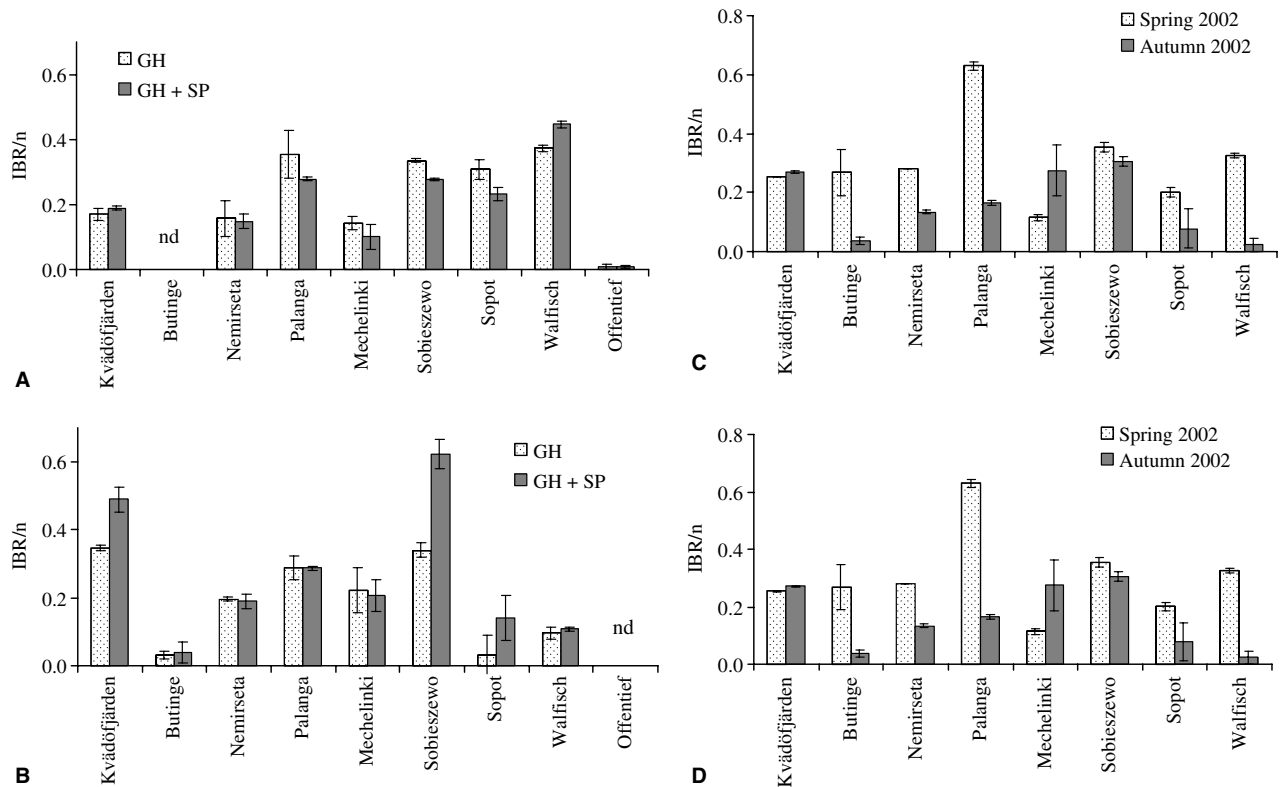 GH
GH + SP
IBR/n
0.6
0.4
0.2
0.0
nd
Kvädöfjärden
Butinge
Nemirseta
Palanga
Mechelinki
Sobieszewo
Sopot
Walfisch
Offentief
A
Spring 2002
Autumn 2002
IBR/n
0.8
0.6
0.4
0.2
0.0
Kvädöfjärden
Butinge
Nemirseta
Palanga
Mechelinki
Sobieszewo
Sopot
Walfisch
C
GH
GH + SP
IBR/n
0.6
0.4
0.2
0.0
nd
Kvädöfjärden
Butinge
Nemirseta
Palanga
Mechelinki
Sobieszewo
Sopot
Walfisch
Offentief
B
Spring 2002
Autumn 2002
IBR/n
0.8
0.6
0.4
0.2
0.0
Kvädöfjärden
Butinge
Nemirseta
Palanga
Mechelinki
Sobieszewo
Sopot
Walfisch
D